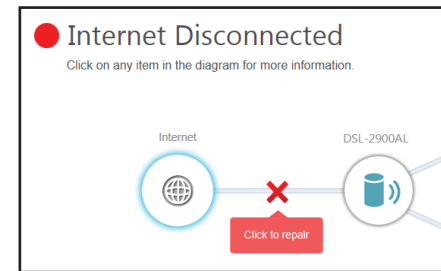 Internet Disconnected
Click on any item in the diagram for more information.
Internet
DSL-2900AL
Click to repair